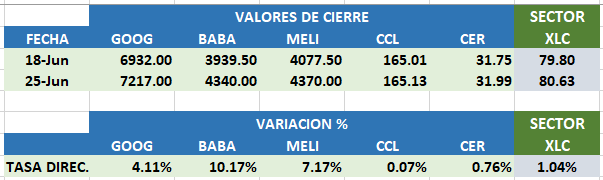 VALORES DE CIERRE SECTOR
FECHA GOOG BABA MELI CCL CER XLC
18-Jun 6932.00 3939.50 4077.50 165.01 31.75 79.80
25-Jun 7217.00 4340.00 4370.00 165.13 31.99 80.63
VARIACION % SECTOR
GOOG BABA MELI CCL CER XLC
TASA DIREC. 4.11% 10.17% 7.17% 0.07% 0.76% 1.04%